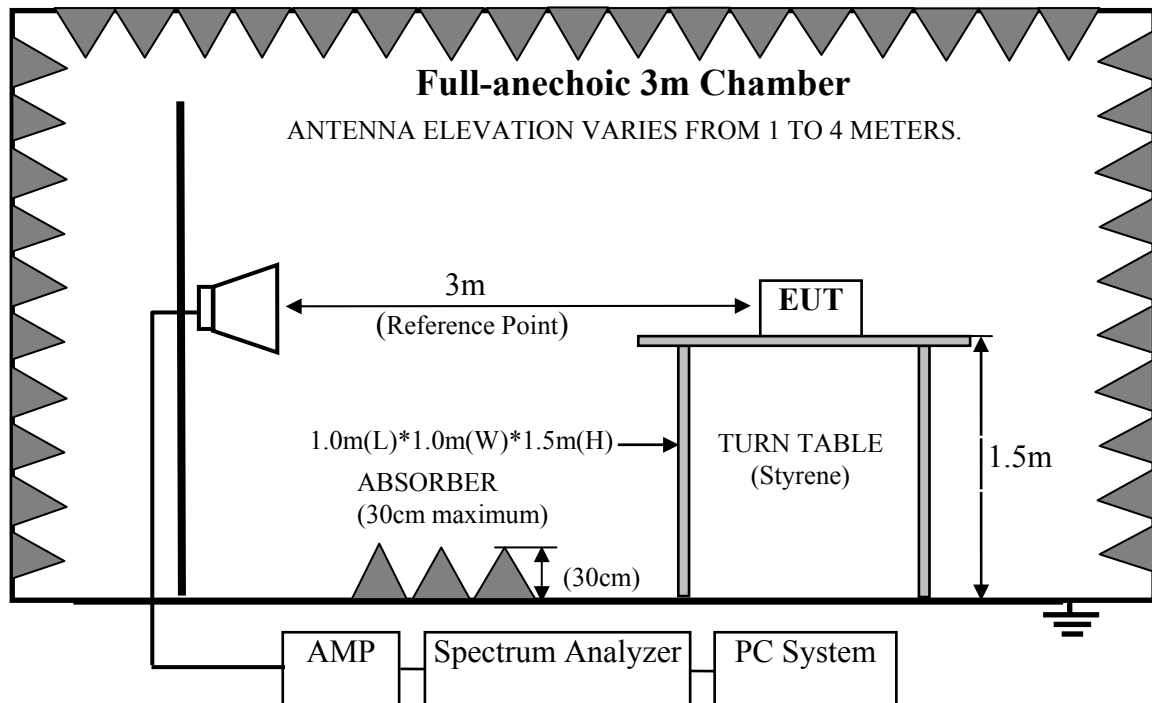 Full-anechoic 3m Chamber
ANTENNA ELEVATION VARIES FROM 1 TO 4 METERS.
3m
(Reference Point)
EUT
1.0m(L)*1.0m(W)*1.5m(H)
TURN TABLE
(Styrene)
1.5m
ABSORBER
(30cm maximum)
(30cm)
AMP
Spectrum Analyzer
PC System